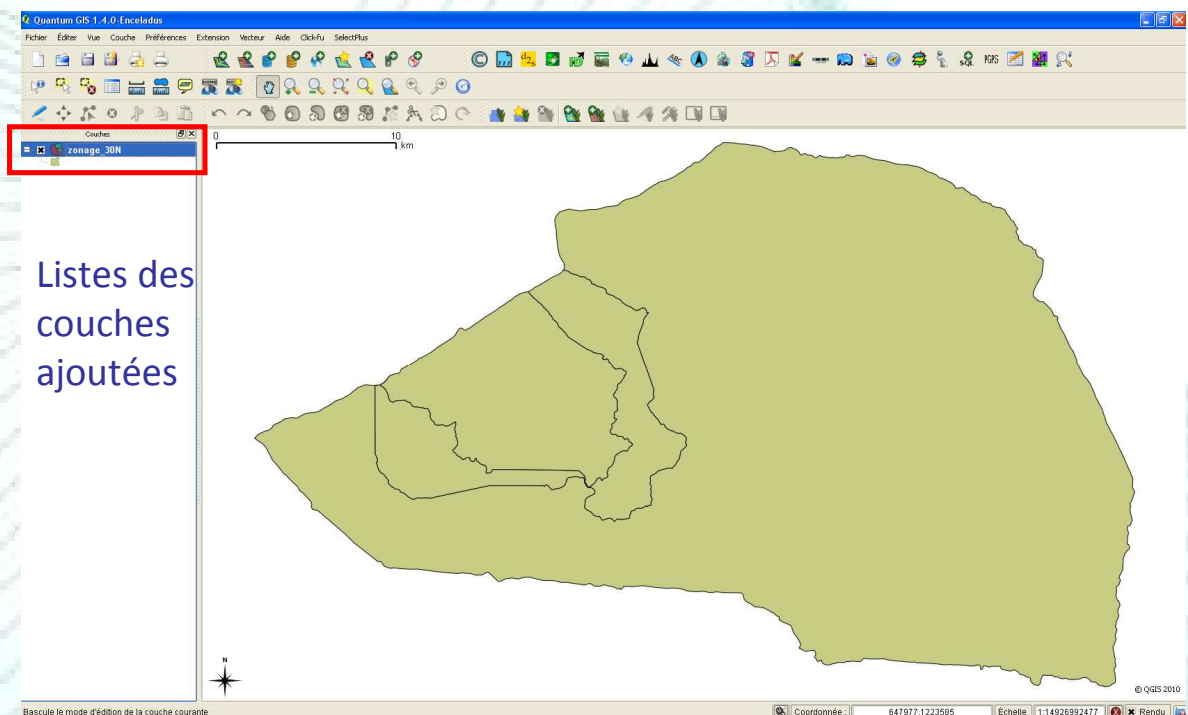 Quantum GIS 1.4.0-Enceladus
Fichier Éditer Vue Couche Préférences Extension Vecteur Aide Click-fu SelectPlus
Couches
zonage_30N
0 10
km
Listes des
couches
ajoutées
N
© QGIS 2010
Bascule le mode d'édition de la couche courante
Coordonnée : 647977,1223585 Échelle 1:14926992477 Rendu